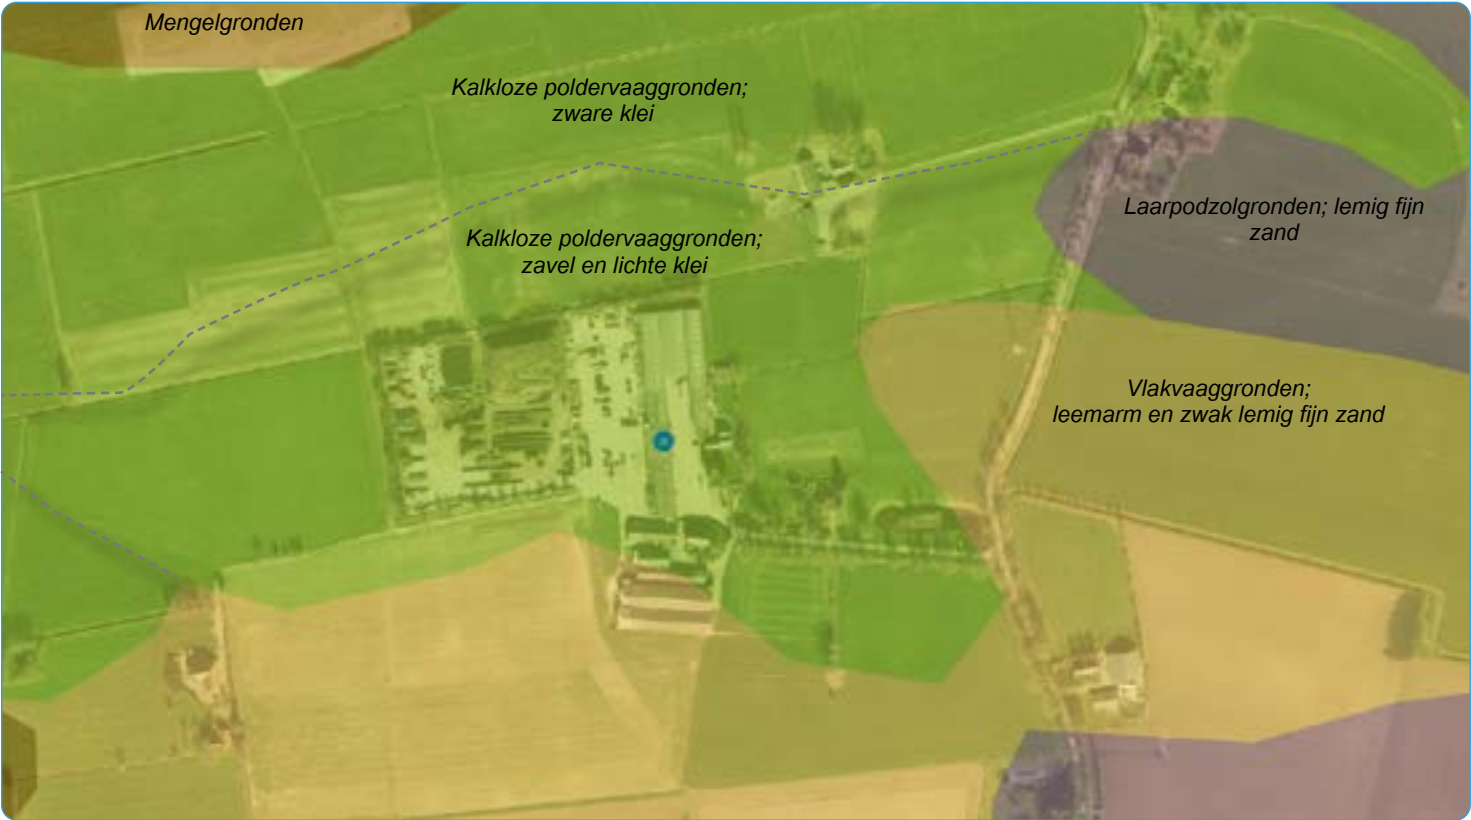 Mengelgronden
Kalkloze poldervaaggronden;
zware klei
Laarpodzolgronden; lemig fijn
zand
Kalkloze poldervaaggronden;
zavel en lichte klei
Vlakvaaggronden;
leemarm en zwak lemig fijn zand